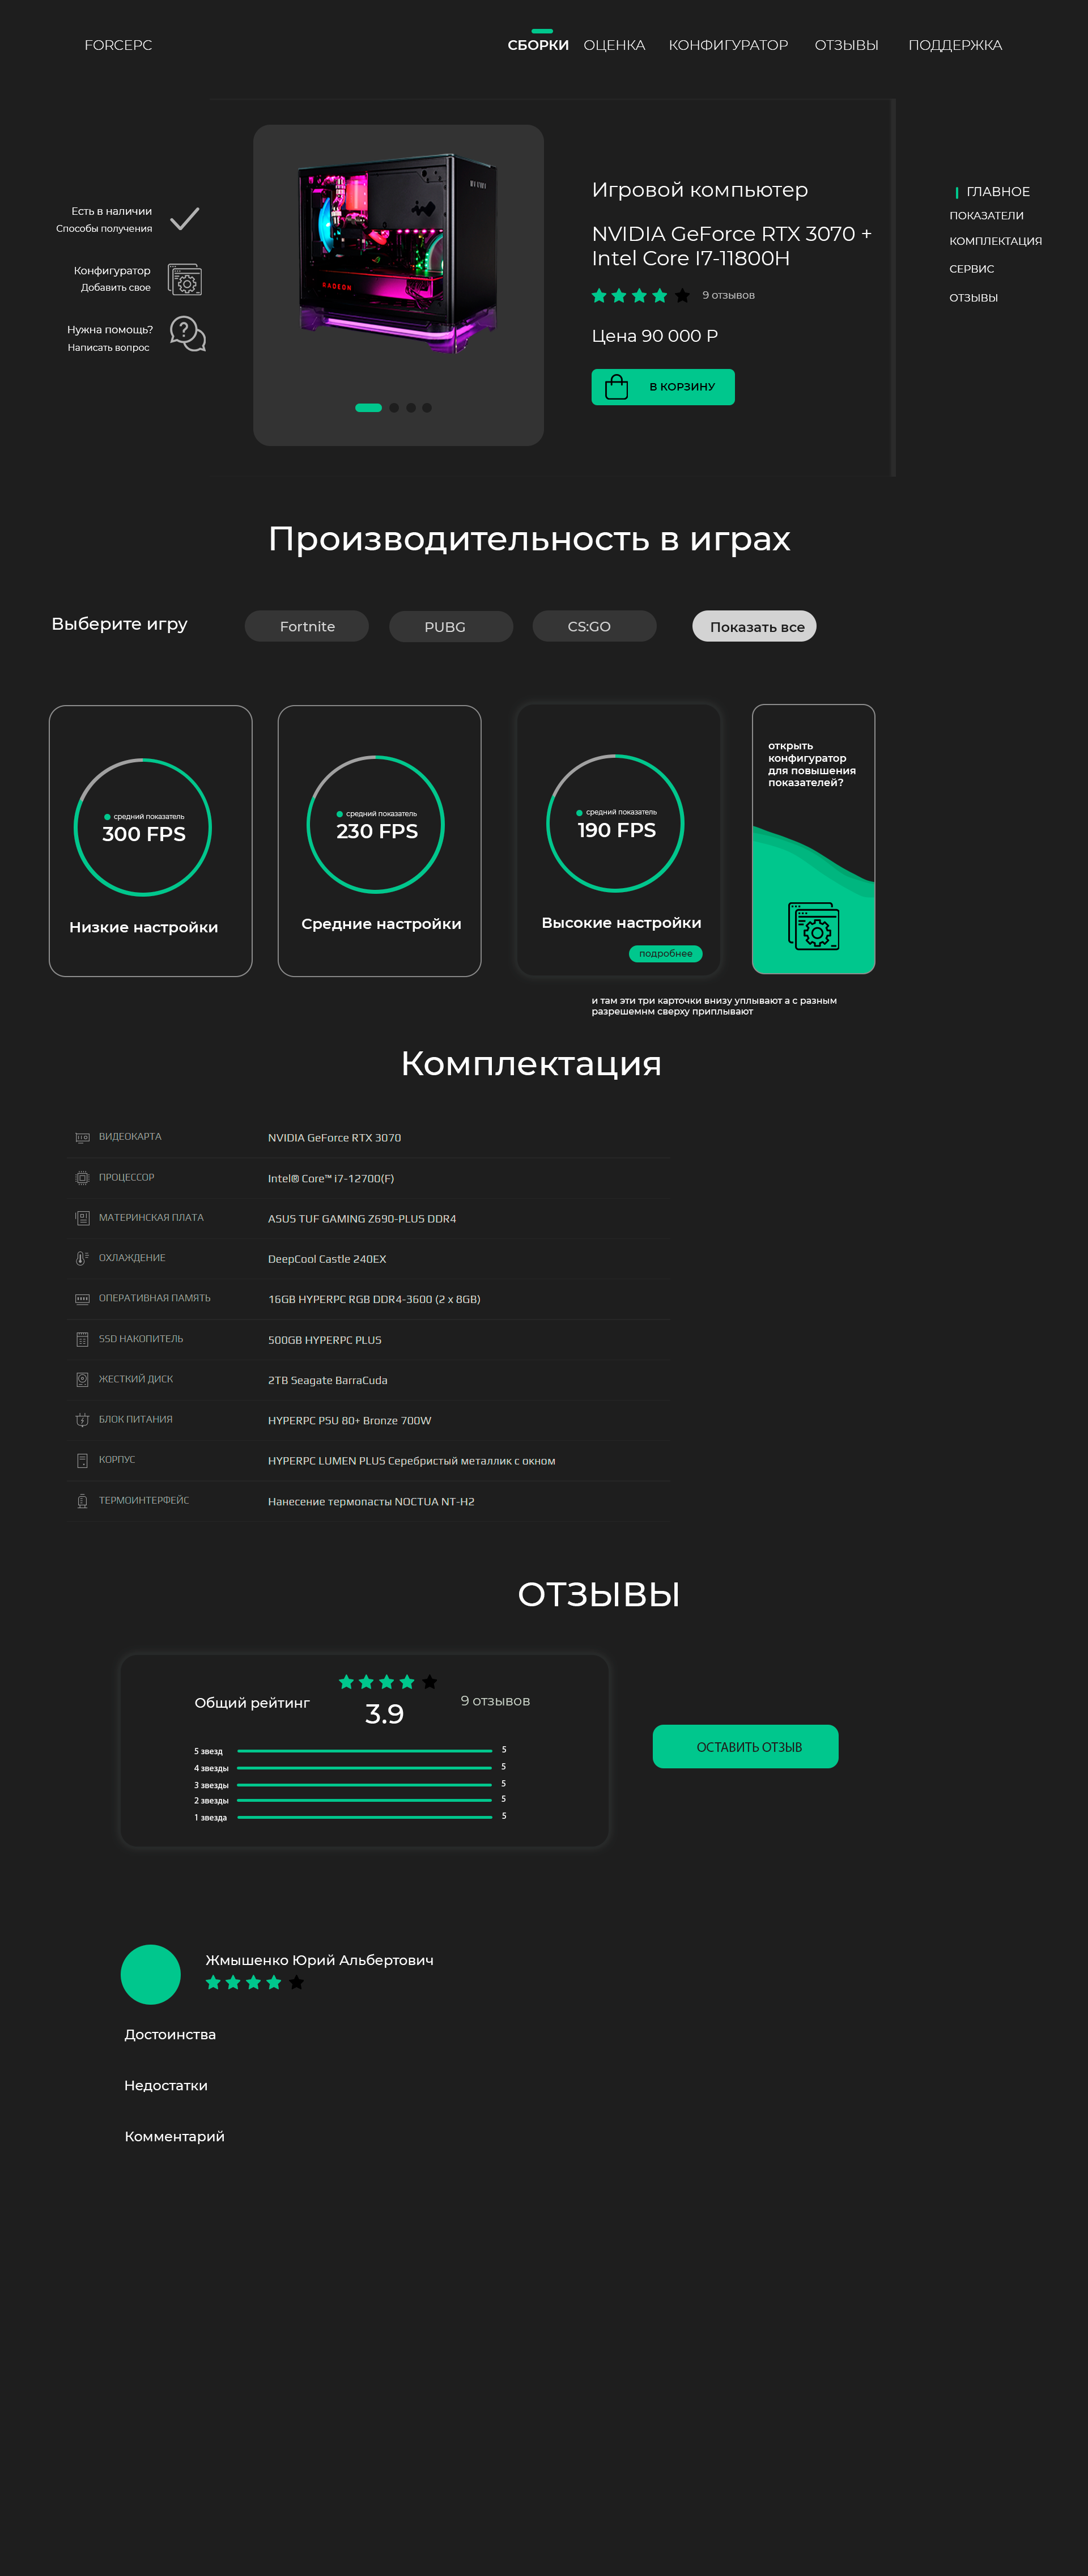 FORCEPC
СБОРКИ
ОЦЕНКА
КОНФИГУРАТОР
ОТЗЫВЫ
ПОДДЕРЖКА
Есть в наличии
Способы получения
Конфигуратор
Добавить свое
Нужна помощь?
Написать вопрос
RADEON
Игровой компьютер
NVIDIA GeForce RTX 3070 +
Intel Core I7-11800H
9 отзывов
Цена 90 000 Р
В КОРЗИНУ
ГЛАВНОЕ
ПОКАЗАТЕЛИ
КОМПЛЕКТАЦИЯ
СЕРВИС
ОТЗЫВЫ
Производительность в играх
Выберите игру
Fortnite
PUBG
CS:GO
Показать все
средний показатель
300 FPS
Низкие настройки
средний показатель
230 FPS
Средние настройки
средний показатель
190 FPS
Высокие настройки
подробнее
открыть
конфигуратор
для повышения
показателей?
и там эти три карточки внизу уплывают а с разным
разрешемнм сверху приплывают
Комплектация
ВИДЕОКАРТА
NVIDIA GeForce RTX 3070
ПРОЦЕССОР
Intel® Core™ i7-12700(F)
МАТЕРИНСКАЯ ПЛАТА
ASUS TUF GAMING Z690-PLUS DDR4
ОХЛАЖДЕНИЕ
DeepCool Castle 240EX
ОПЕРАТИВНАЯ ПАМЯТЬ
16GB HYPERPC RGB DDR4-3600 (2 x 8GB)
SSD НАКОПИТЕЛЬ
500GB HYPERPC PLUS
ЖЕСТКИЙ ДИСК
2TB Seagate BarraCuda
БЛОК ПИТАНИЯ
HYPERPC PSU 80+ Bronze 700W
КОРПУС
HYPERPC LUMEN PLUS Серебристый металлик с окном
ТЕРМОИНТЕРФЕЙС
Нанесение термопасты NOCTUA NT-H2
ОТЗЫВЫ
Общий рейтинг
3.9
9 отзывов
5 звезд
5
4 звезды
5
3 звезды
5
2 звезды
5
1 звезда
5
ОСТАВИТЬ ОТЗЫВ
Жмышенко Юрий Альбертович
Достоинства
Недостатки
Комментарий